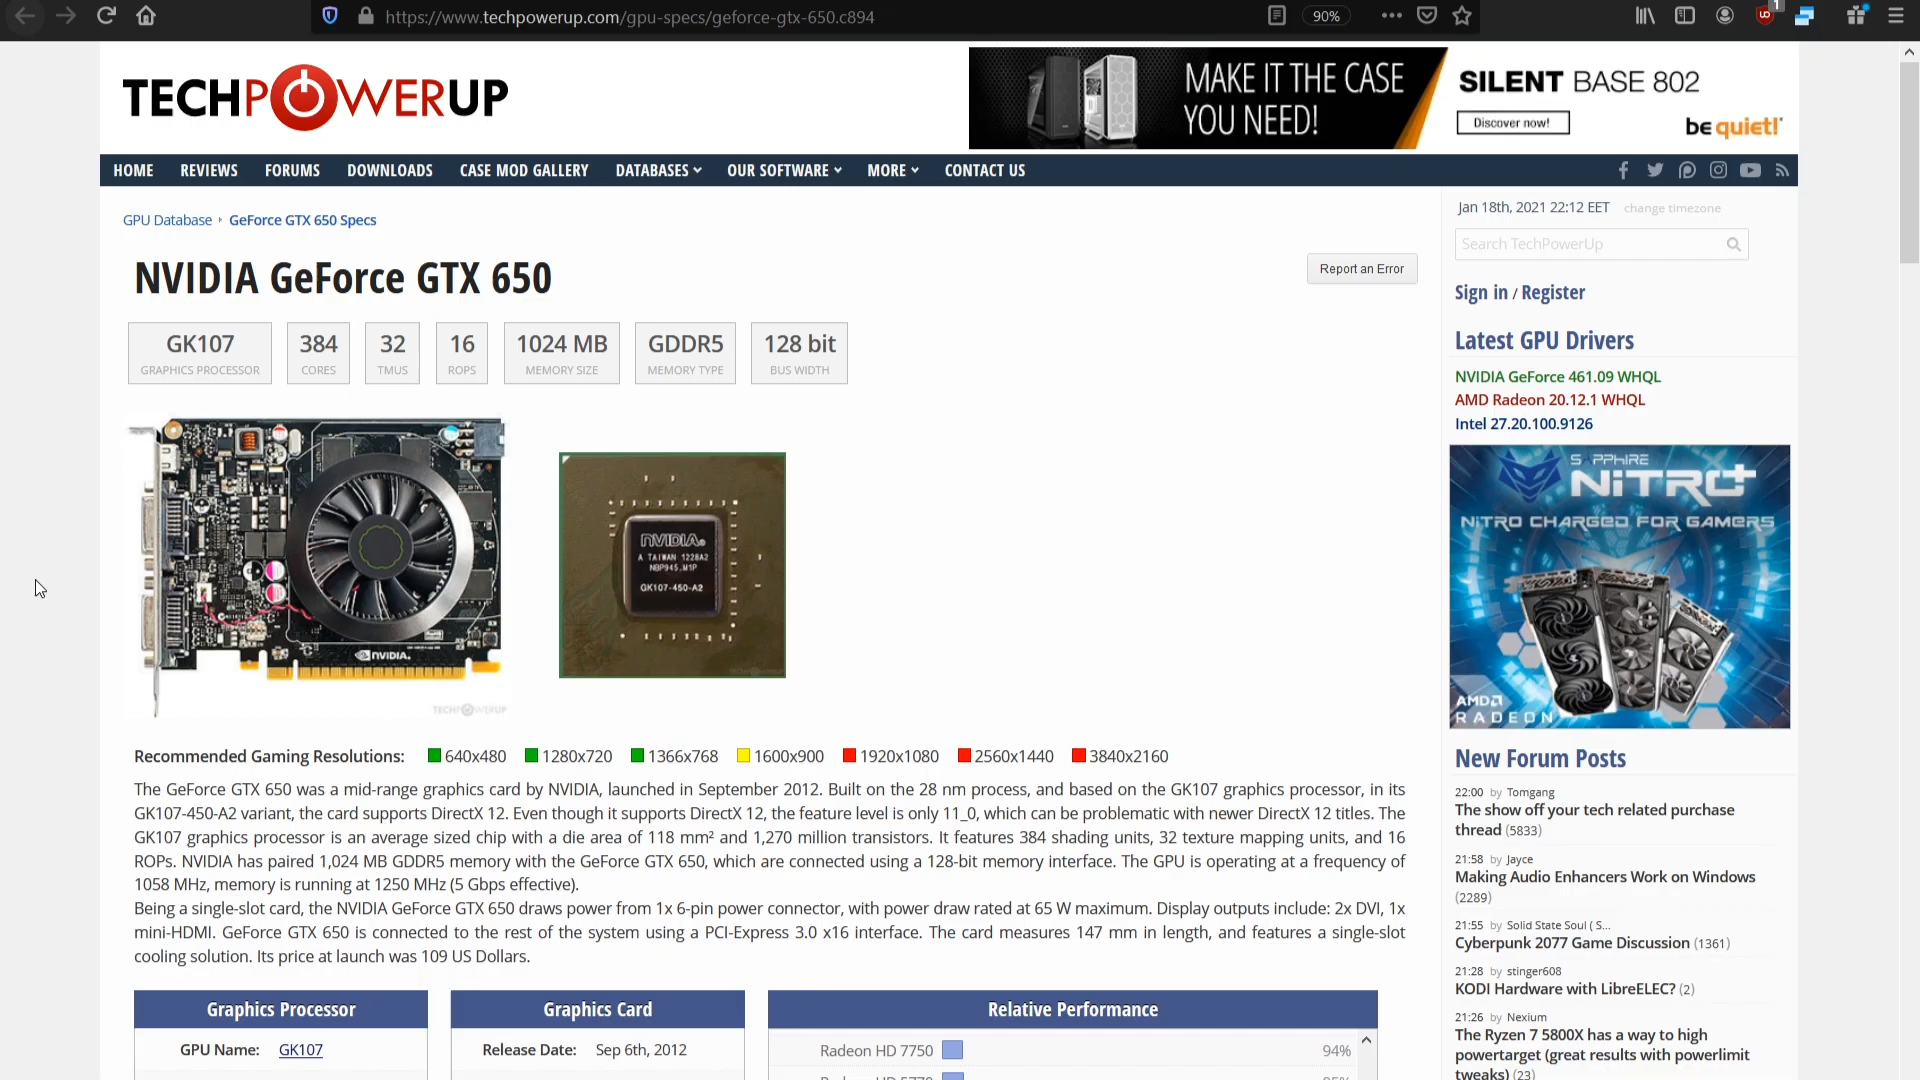 https://www.techpowerup.com/gpu-specs/geforce-gtx-650.c894
90%
1
TECHPOWERUP
MAKE IT THE CASE
YOU NEED!
SILENT BASE 802
Discover now!
be quiet!
HOME REVIEWS FORUMS DOWNLOADS CASE MOD GALLERY DATABASES OUR SOFTWARE MORE CONTACT US
GPU Database GeForce GTX 650 Specs
NVIDIA GeForce GTX 650
Report an Error
GK107 384 32 16 1024 MB GDDR5 128 bit
GRAPHICS PROCESSOR CORES TMUS ROPS MEMORY SIZE MEMORY TYPE BUS WIDTH
NVIDIA.
A TAIWAN 1228A2
NBP945.M1P
GK107-450-A2
NVIDIA.
TECHPOWERUP
Recommended Gaming Resolutions: 640x480 1280x720 1366x768 1600x900 1920x1080 2560x1440 3840x2160
The GeForce GTX 650 was a mid-range graphics card by NVIDIA, launched in September 2012. Built on the 28 nm process, and based on the GK107 graphics processor, in its
GK107-450-A2 variant, the card supports DirectX 12. Even though it supports DirectX 12, the feature level is only 11_0, which can be problematic with newer DirectX 12 titles. The
GK107 graphics processor is an average sized chip with a die area of 118 mm² and 1,270 million transistors. It features 384 shading units, 32 texture mapping units, and 16
ROPs. NVIDIA has paired 1,024 MB GDDR5 memory with the GeForce GTX 650, which are connected using a 128-bit memory interface. The GPU is operating at a frequency of
1058 MHz, memory is running at 1250 MHz (5 Gbps effective).
Being a single-slot card, the NVIDIA GeForce GTX 650 draws power from 1x 6-pin power connector, with power draw rated at 65 W maximum. Display outputs include: 2x DVI, 1x
mini-HDMI. GeForce GTX 650 is connected to the rest of the system using a PCI-Express 3.0 x16 interface. The card measures 147 mm in length, and features a single-slot
cooling solution. Its price at launch was 109 US Dollars.
Graphics Processor
GPU Name: GK107
Graphics Card
Release Date: Sep 6th, 2012
Relative Performance
Radeon HD 7750 94%
Jan 18th, 2021 22:12 EET change timezone
Search TechPowerUp
Sign in / Register
Latest GPU Drivers
NVIDIA GeForce 461.09 WHQL
AMD Radeon 20.12.1 WHQL
Intel 27.20.100.9126
SAPPHIRE
NITRO+
NITRO CHARGED FOR GAMERS
AMD
RADEON
New Forum Posts
22:00 by Tomgang
The show off your tech related purchase
thread (5833)
21:58 by Jayce
Making Audio Enhancers Work on Windows
(2289)
21:55 by Solid State Soul ( S...
Cyberpunk 2077 Game Discussion (1361)
21:28 by stinger608
KODI Hardware with LibreELEC? (2)
21:26 by Nexium
The Ryzen 7 5800X has a way to high
powertarget (great results with powerlimit
tweaks) (23)